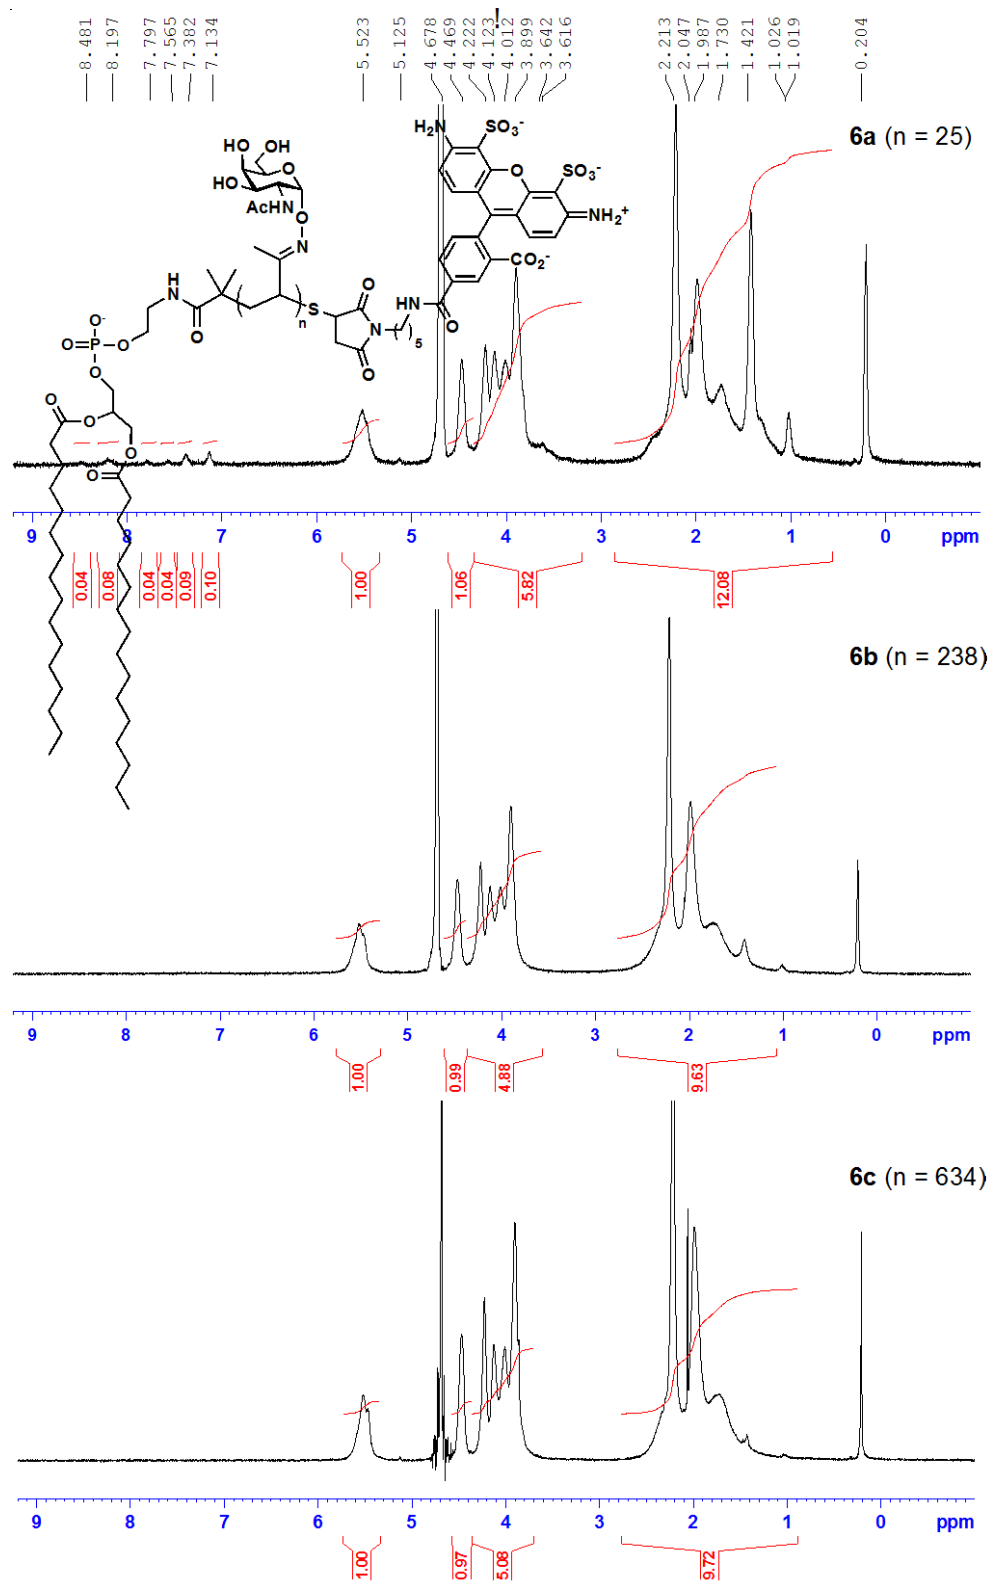 8.481
8.197
7.797
7.565
7.382
7.134
5.523
5.125
4.678
4.469
4.222
4.123
4.012
3.899
3.642
3.616
2.213
2.047
1.987
1.730
1.421
1.026
1.019
0.204
!
6a (n = 25)
H2N
SO3-
O
SO3-
=NH2+
CO2-
HO
OH
O
HO
AcHN
O
N
H
N
O
n
S
O
N
O
5
HN
O
O-
O=P-O
O
O
O
O
O
9 8 7 6 5 4 3 2 1 0 ppm
0.04 0.08 0.04 0.04 0.09 0.10 1.00 1.06 5.82 12.08
6b (n = 238)
9 8 7 6 5 4 3 2 1 0 ppm
1.00 0.99 4.88 9.63
6c (n = 634)
9 8 7 6 5 4 3 2 1 0 ppm
1.00 0.97 5.08 9.72